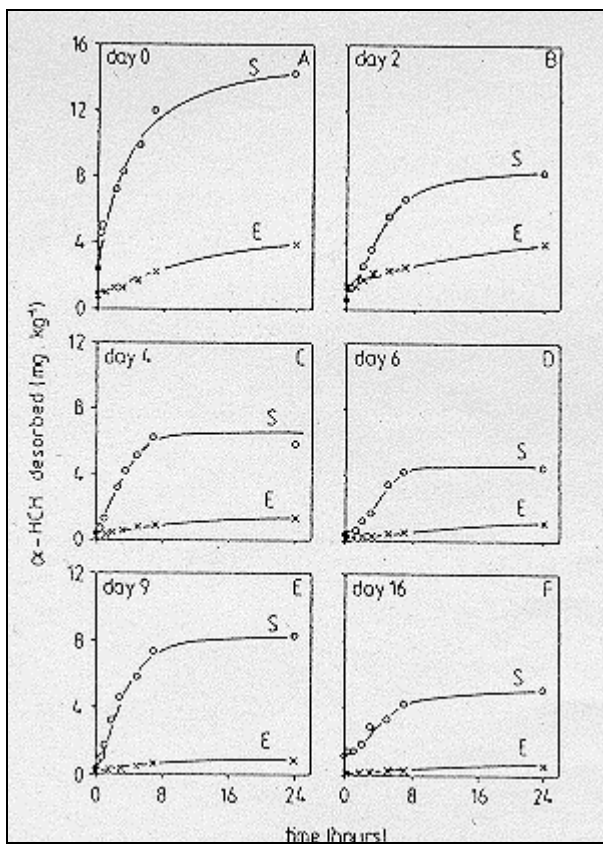 16
12
8
4
0
day 0
A
S
E
day 2
B
S
E
α-HCH desorbed (mg . kg⁻¹)
12
8
4
0
day 4
C
S
E
day 6
D
S
E
12
8
4
0
day 9
E
S
E
day 16
F
S
E
0 8 16 24
0 8 16 24
time (hours)